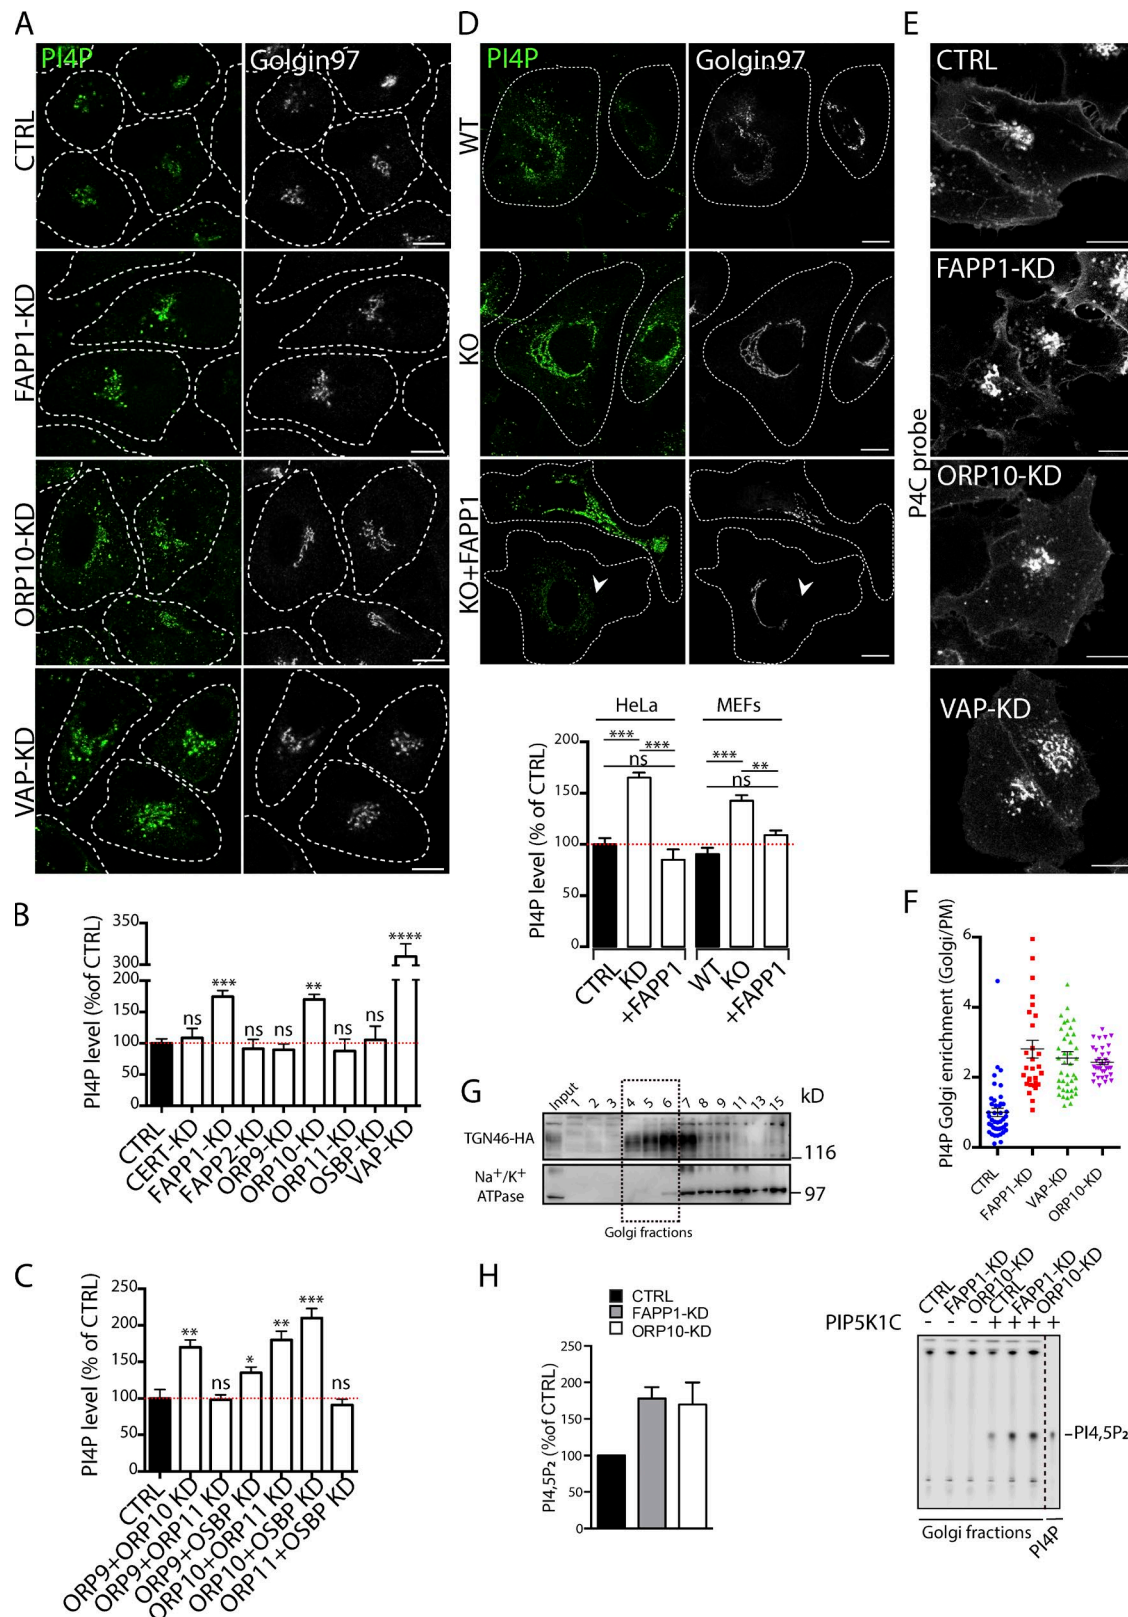 A
PI4P
Golgin97
CTRL
FAPP1-KD
ORP10-KD
VAP-KD
D
PI4P
Golgin97
WT
KO
KO+FAPP1
HeLa
MEFs
*** *** ns
*** ** ns
PI4P level (% of CTRL)
200
150
100
50
0
CTRL
KD
+FAPP1
WT
KO
+FAPP1
E
P4C probe
CTRL
FAPP1-KD
ORP10-KD
VAP-KD
B
PI4P level (%of CTRL)
350
300
200
150
100
50
0
ns
***
ns
ns
**
ns
ns
****
CTRL
CERT-KD
FAPP1-KD
FAPP2-KD
ORP9-KD
ORP10-KD
ORP11-KD
OSBP-KD
VAP-KD
F
PI4P Golgi enrichment (Golgi/PM)
6
4
2
0
CTRL
FAPP1-KD
VAP-KD
ORP10-KD
G
Input 1 2 3 4 5 6 7 8 9 11 13 15
kD
TGN46-HA
116
Na+/K+
ATPase
97
Golgi fractions
C
PI4P level (% of CTRL)
250
200
150
100
50
0
**
ns
*
**
***
ns
CTRL
ORP9+ORP10 KD
ORP9+ORP11 KD
ORP9+OSBP KD
ORP10+ORP11 KD
ORP10+OSBP KD
ORP11+OSBP KD
H
CTRL
FAPP1-KD
ORP10-KD
PI4,5P₂ (%of CTRL)
250
200
150
100
50
0
CTRL
FAPP1-KD
ORP10-KD
CTRL
FAPP1-KD
ORP10-KD
PIP5K1C - - - + + + +
–PI4,5P₂
Golgi fractions
PI4P